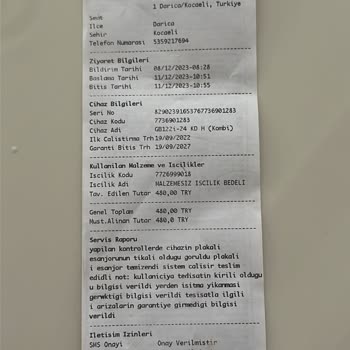 1 Darica/Kocaeli, Turkiye
Semt
Ilce Darica
Sehir Kocaeli
Telefon Numarasi 5359217694
Ziyaret Bilgileri
Bildirim Tarihi 08/12/2023-08:28
Baslama Tarihi 11/12/2023-10:51
Bitis Tarihi 11/12/2023-10:55
Cihaz Bilgileri
Seri No 82902391653767736901283
Cihaz Kodu 7736901283
Cihaz Adi GB122i-24 KD H (Kombi)
Ilk Calistirma Trh 19/09/2022
Garanti Bitis Trh 19/09/2027
Kullanilan Malzeme ve Iscilikler
Iscilik Kodu 7726999018
Iscilik Adi MALZEMESIZ ISCILIK BEDELI
Tav. Edilen Tutar 480,00 TRY
Genel Toplam 480,00 TRY
Must.Alinan Tutar 480,0 TRY
Servis Raporu
yapilan kontrollerde cihazin plakali
esanjorunun tikali oldugu goruldu plakali
i esanjor temizendi sistem calisir teslim
edidli not: kullaniciya tedisatin kirili oldugu
u bilgisi verildi yerden isitma yikanmasi
gerwktigi bilgisi verildi tesisatla ilgili
i arizalarin garantiye girmedigi bilgisi
verildi
Iletisim Izinleri
SMS Onayi Onay Verilmistir